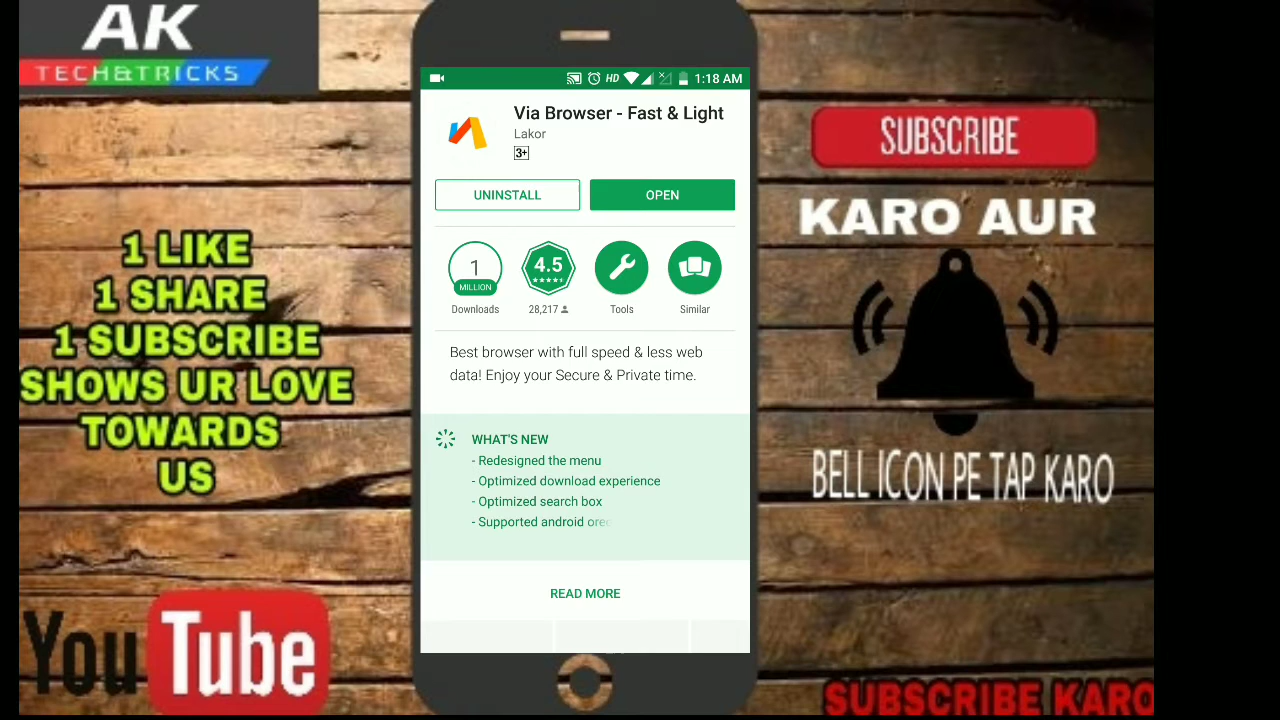 AK
TECH&TRICKS
1 LIKE
1 SHARE
1 SUBSCRIBE
SHOWS UR LOVE
TOWARDS
US
YouTube
HD
1:18 AM
Via Browser - Fast & Light
Lakor
3+
UNINSTALL
OPEN
1
MILLION
Downloads
4.5
28,217
Tools
Similar
Best browser with full speed & less web
data! Enjoy your Secure & Private time.
WHAT'S NEW
- Redesigned the menu
- Optimized download experience
- Optimized search box
- Supported android oreo
READ MORE
SUBSCRIBE
KARO AUR
BELL ICON PE TAP KARO
SUBSCRIBE KARO